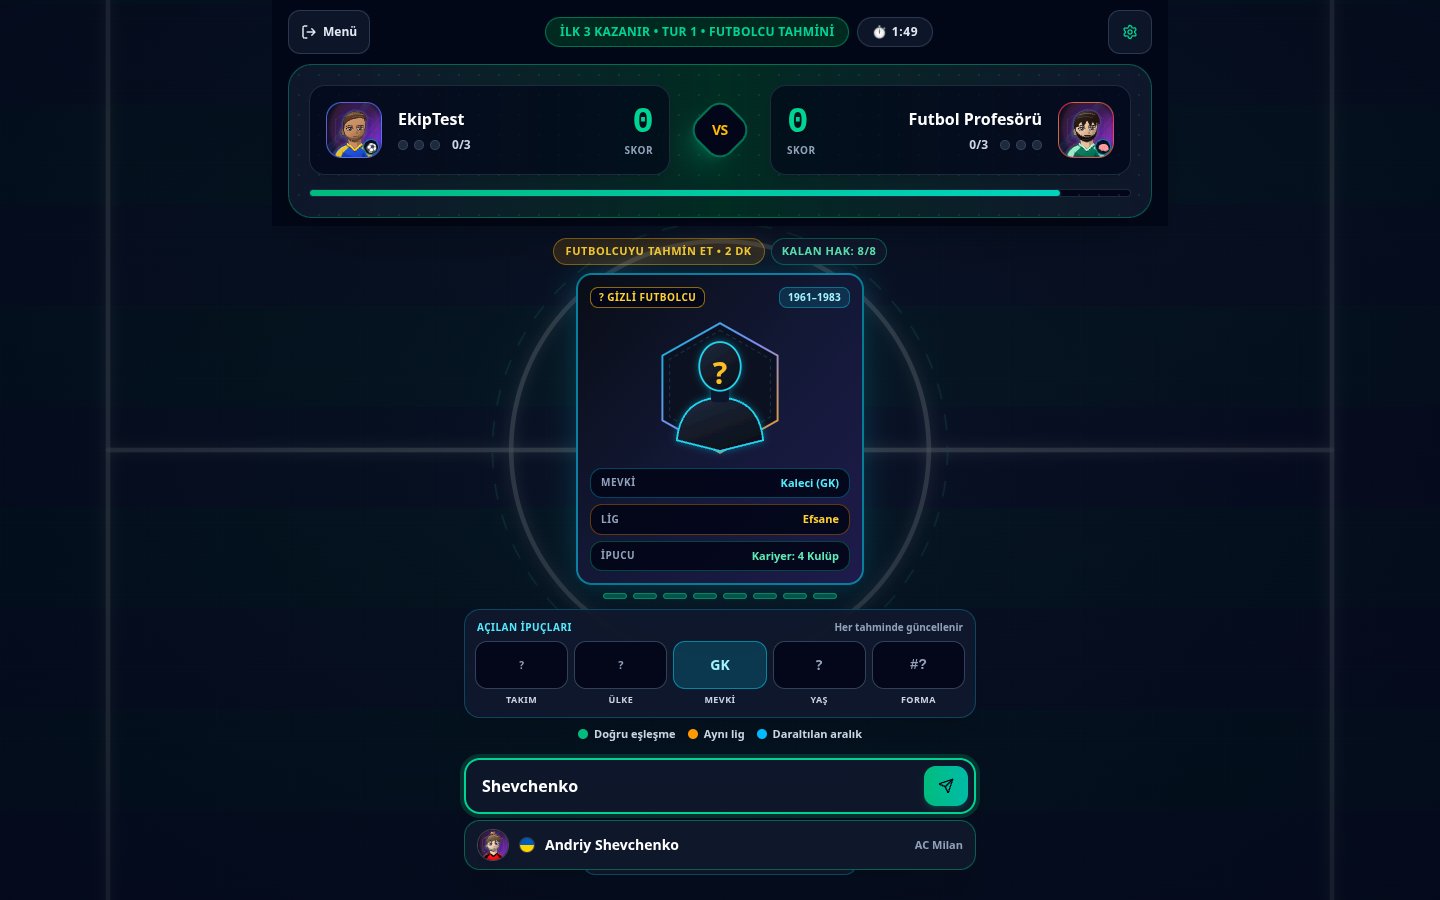 Menü
İLK 3 KAZANIR • TUR 1 • FUTBOLCU TAHMİNİ
1:49
EkipTest
0/3
0
SKOR
VS
0
SKOR
Futbol Profesörü
0/3
FUTBOLCUYU TAHMİN ET • 2 DK
KALAN HAK: 8/8
? GİZLİ FUTBOLCU
1961–1983
?
MEVKİ
Kaleci (GK)
LİG
Efsane
İPUCU
Kariyer: 4 Kulüp
AÇILAN İPUÇLARI
Her tahminde güncellenir
?
?
GK
?
#?
TAKIM
ÜLKE
MEVKİ
YAŞ
FORMA
Doğru eşleşme
Aynı lig
Daraltılan aralık
Shevchenko
Andriy Shevchenko
AC Milan